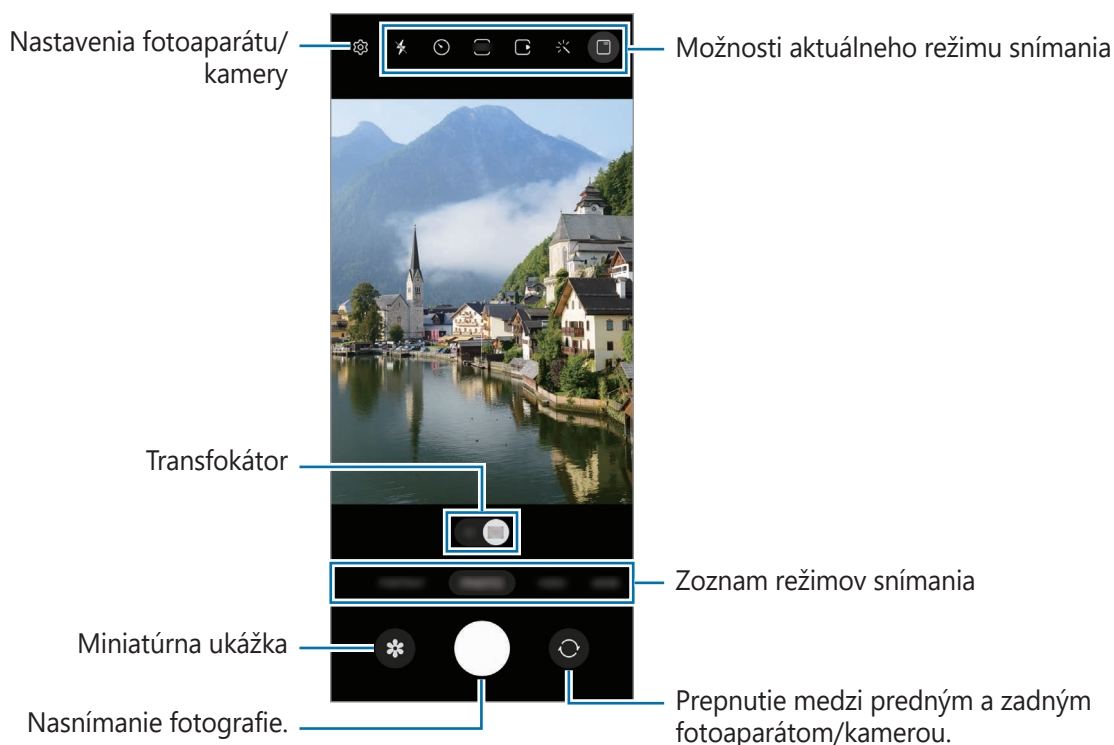 Nastavenia fotoaparátu/
kamery
Možnosti aktuálneho režimu snímania
Transfokátor
Zoznam režimov snímania
Miniatúrna ukážka
Nasnímanie fotografie.
Prepnutie medzi predným a zadným
fotoaparátom/kamerou.